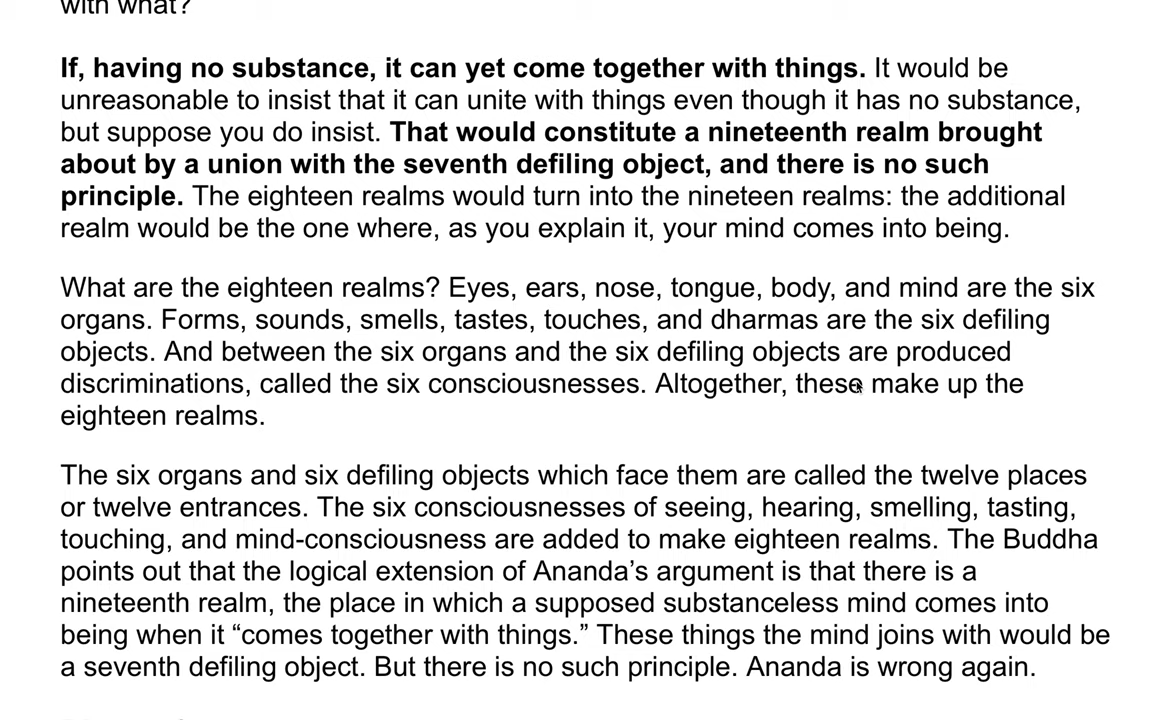 with what?
If, having no substance, it can yet come together with things. It would be
unreasonable to insist that it can unite with things even though it has no substance,
but suppose you do insist. That would constitute a nineteenth realm brought
about by a union with the seventh defiling object, and there is no such
principle. The eighteen realms would turn into the nineteen realms: the additional
realm would be the one where, as you explain it, your mind comes into being.
What are the eighteen realms? Eyes, ears, nose, tongue, body, and mind are the six
organs. Forms, sounds, smells, tastes, touches, and dharmas are the six defiling
objects. And between the six organs and the six defiling objects are produced
discriminations, called the six consciousnesses. Altogether, these make up the
eighteen realms.
The six organs and six defiling objects which face them are called the twelve places
or twelve entrances. The six consciousnesses of seeing, hearing, smelling, tasting,
touching, and mind-consciousness are added to make eighteen realms. The Buddha
points out that the logical extension of Ananda’s argument is that there is a
nineteenth realm, the place in which a supposed substanceless mind comes into
being when it “comes together with things.” These things the mind joins with would be
a seventh defiling object. But there is no such principle. Ananda is wrong again.